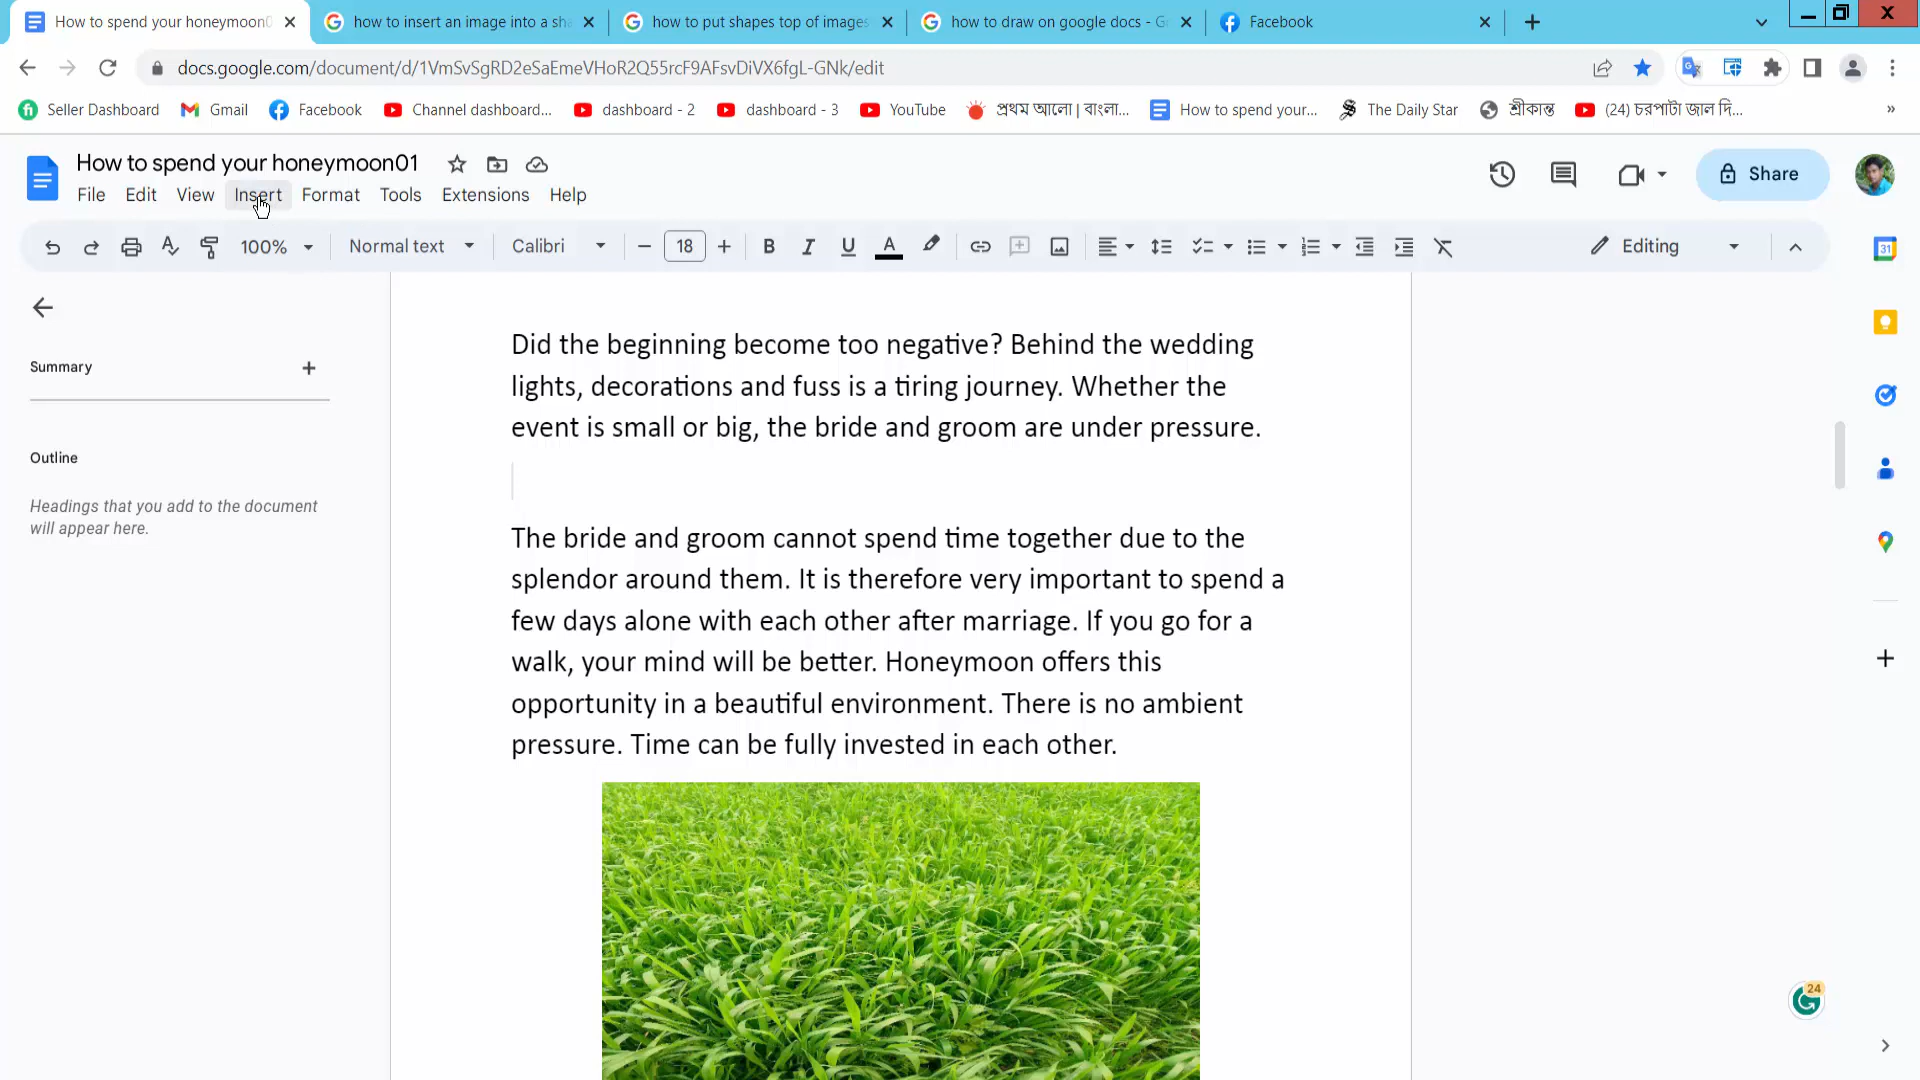 How to spend your honeymoon0
how to insert an image into a sha
how to put shapes top of images
how to draw on google docs - Go
Facebook
docs.google.com/document/d/1VmSvSgRD2eSaEmeVHoR2Q55rcF9AFsvDiVX6fgL-GNk/edit
Seller Dashboard
Gmail
Facebook
Channel dashboard...
dashboard - 2
dashboard - 3
YouTube
প্রথম আলো | বাংলা...
How to spend your...
The Daily Star
শ্রীকান্ত
(24) চরপাটা জাল দি...
»
How to spend your honeymoon01
File Edit View Insert Format Tools Extensions Help
Share
100% Normal text Calibri 18 B I U A Editing
31
Summary
Outline
Headings that you add to the document
will appear here.
Did the beginning become too negative? Behind the wedding
lights, decorations and fuss is a tiring journey. Whether the
event is small or big, the bride and groom are under pressure.
The bride and groom cannot spend time together due to the
splendor around them. It is therefore very important to spend a
few days alone with each other after marriage. If you go for a
walk, your mind will be better. Honeymoon offers this
opportunity in a beautiful environment. There is no ambient
pressure. Time can be fully invested in each other.
24